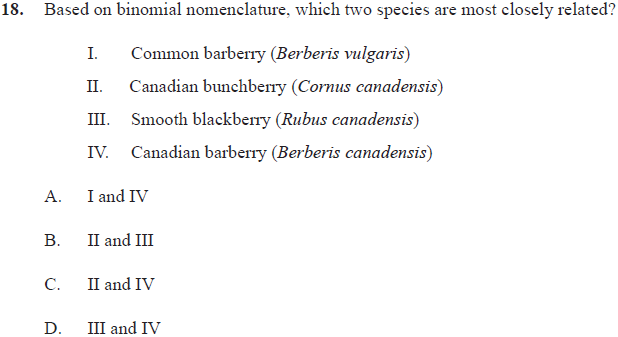 18. Based on binomial nomenclature, which two species are most closely related?
I. Common barberry (Berberis vulgaris)
II. Canadian bunchberry (Cornus canadensis)
III. Smooth blackberry (Rubus canadensis)
IV. Canadian barberry (Berberis canadensis)
A. I and IV
B. II and III
C. II and IV
D. III and IV